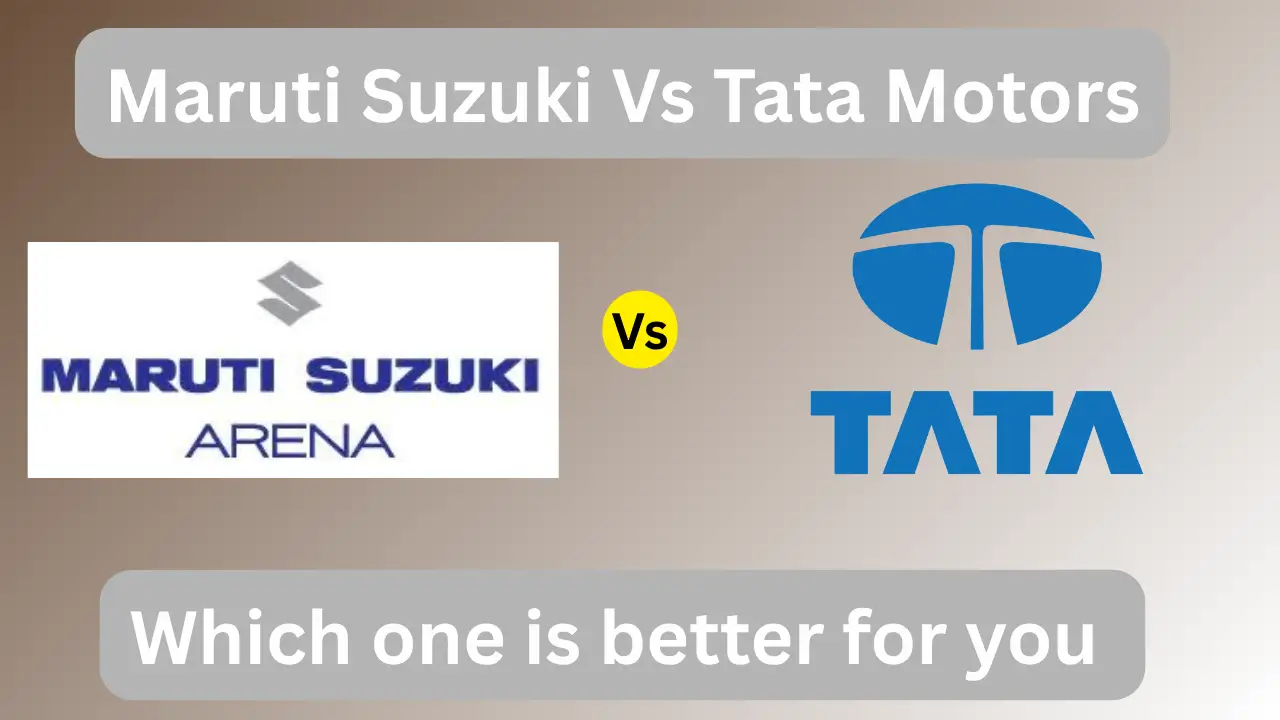 Maruti Suzuki Vs Tata Motors
MARUTI SUZUKI
ARENA
Vs
TATA
Which one is better for you